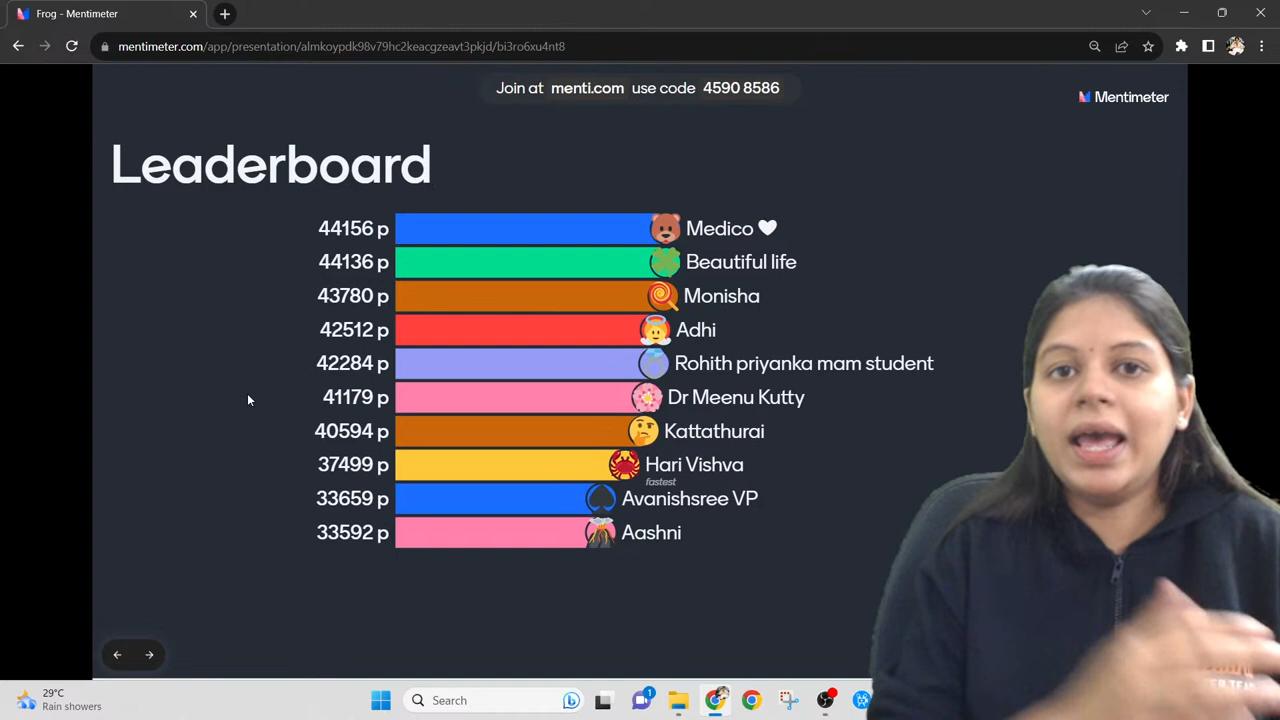 Frog - Mentimeter
mentimeter.com/app/presentation/almkoypdk98v79hc2keacgzeavt3pkjd/bi3ro6xu4nt8
Join at menti.com use code 4590 8586
Mentimeter
Leaderboard
44156 p Medico
44136 p Beautiful life
43780 p Monisha
42512 p Adhi
42284 p Rohith priyanka mam student
41179 p Dr Meenu Kutty
40594 p Kattathurai
37499 p Hari Vishva
fastest
33659 p Avanishsree VP
33592 p Aashni
29°C
Rain showers
Search
1